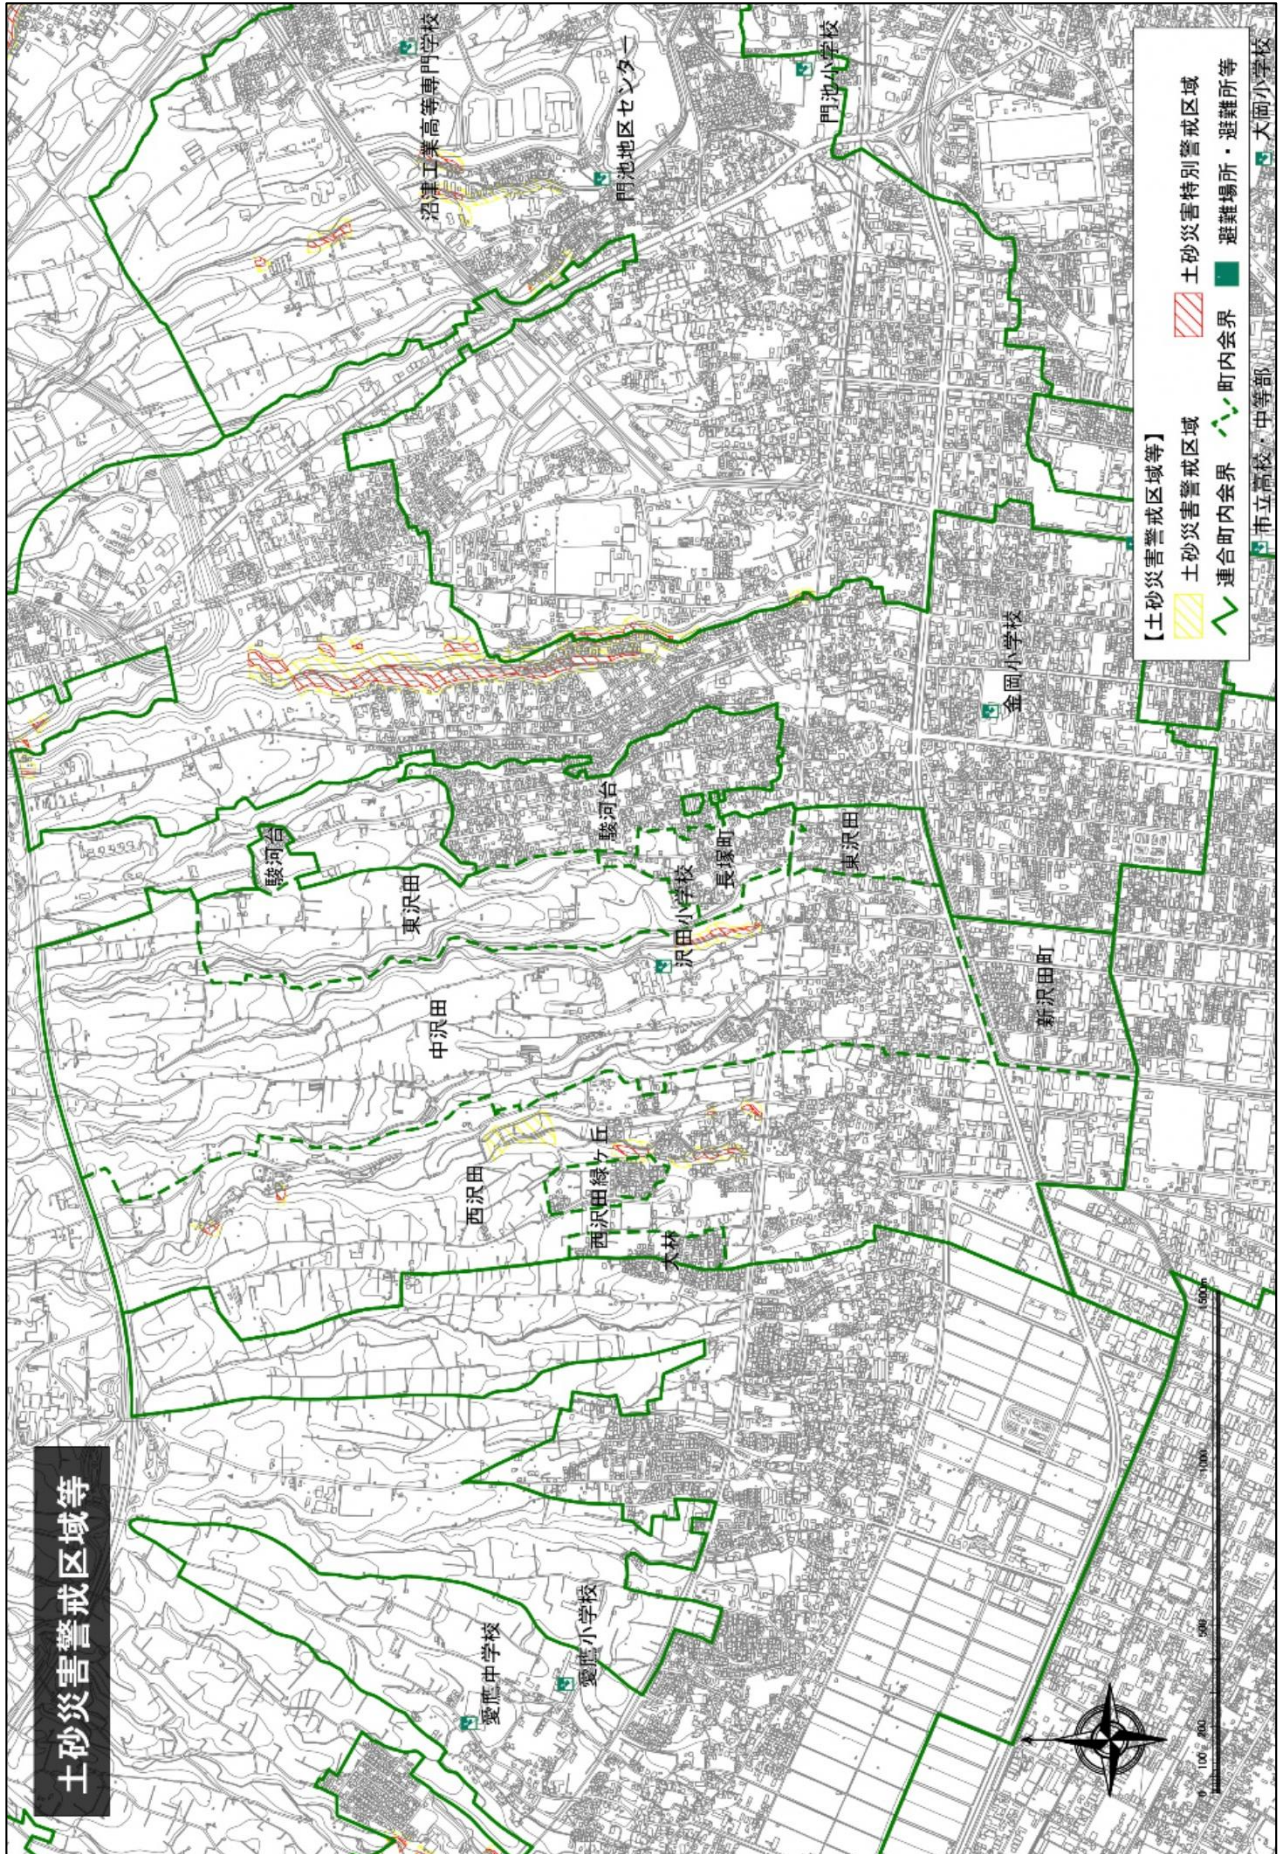 土砂災害警戒区域等
沼津工業高等専門学校
門池地区センター
門池小学校
大岡小学校
駿河台
駿河台
東沢田
長塚町
東沢田
沢田小学校
金岡小学校
中沢田
新沢田町
西沢田
西沢田緑ヶ丘
大林
愛鷹中学校
愛鷹小学校
市立高校・中等部
【土砂災害警戒区域等】
土砂災害警戒区域 土砂災害特別警戒区域
連合町内会界 町内会界 避難場所・避難所等
0 100 200 500 1000 1500m